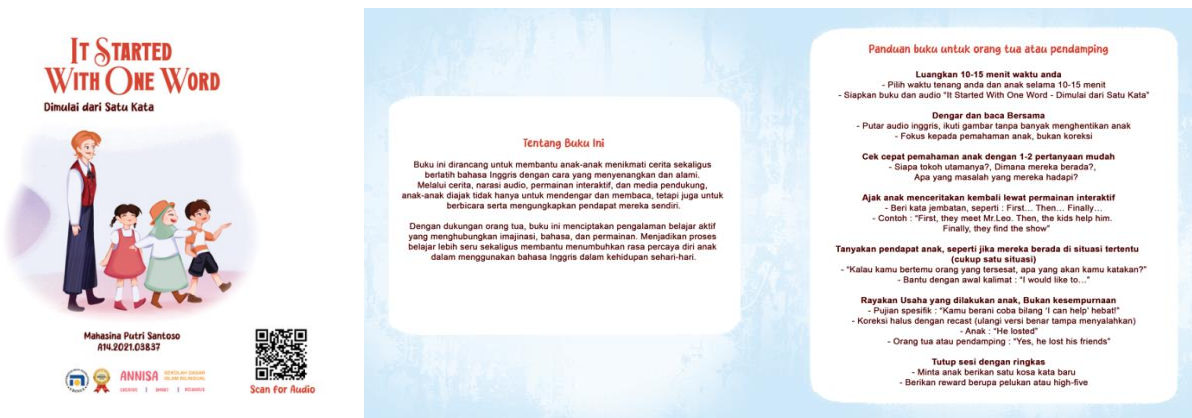 IT STARTED
WITH ONE WORD
Dimulai dari Satu Kata
Mahasina Putri Santoso
A14.2021.03837
ANNISA
SEKOLAH DASAR
ISLAM BILINGUAL
CREATIVE | SMART | RELIGIOUS
Scan for Audio
Tentang Buku Ini
Buku ini dirancang untuk membantu anak-anak menikmati cerita sekaligus
berlatih bahasa Inggris dengan cara yang menyenangkan dan alami.
Melalui cerita, narasi audio, permainan interaktif, dan media pendukung,
anak-anak diajak tidak hanya untuk mendengar dan membaca, tetapi juga untuk
berbicara serta mengungkapkan pendapat mereka sendiri.
Dengan dukungan orang tua, buku ini menciptakan pengalaman belajar aktif
yang menghubungkan imajinasi, bahasa, dan permainan. Menjadikan proses
belajar lebih seru sekaligus membantu menumbuhkan rasa percaya diri anak
dalam menggunakan bahasa Inggris dalam kehidupan sehari-hari.
Panduan buku untuk orang tua atau pendamping
Luangkan 10-15 menit waktu anda
- Pilih waktu tenang anda dan anak selama 10-15 menit
- Siapkan buku dan audio "It Started With One Word - Dimulai dari Satu Kata"
Dengar dan baca Bersama
- Putar audio inggris, ikuti gambar tanpa banyak menghentikan anak
- Fokus kepada pemahaman anak, bukan koreksi
Cek cepat pemahaman anak dengan 1-2 pertanyaan mudah
- Siapa tokoh utamanya?, Dimana mereka berada?,
Apa yang masalah yang mereka hadapi?
Ajak anak menceritakan kembali lewat permainan interaktif
- Beri kata jembatan, seperti : First… Then… Finally…
- Contoh : “First, they meet Mr.Leo. Then, the kids help him.
Finally, they find the show”
Tanyakan pendapat anak, seperti jika mereka berada di situasi tertentu
(cukup satu situasi)
- “Kalau kamu bertemu orang yang tersesat, apa yang akan kamu katakan?”
- Bantu dengan awal kalimat : “I would like to…”
Rayakan Usaha yang dilakukan anak, Bukan kesempurnaan
- Pujian spesifik : “Kamu berani coba bilang ‘I can help’ hebat!”
- Koreksi halus dengan recast (ulangi versi benar tanpa menyalahkan)
- Anak : “He losted”
- Orang tua atau pendamping : “Yes, he lost his friends”
Tutup sesi dengan ringkas
- Minta anak berikan satu kosa kata baru
- Berikan reward berupa pelukan atau high-five